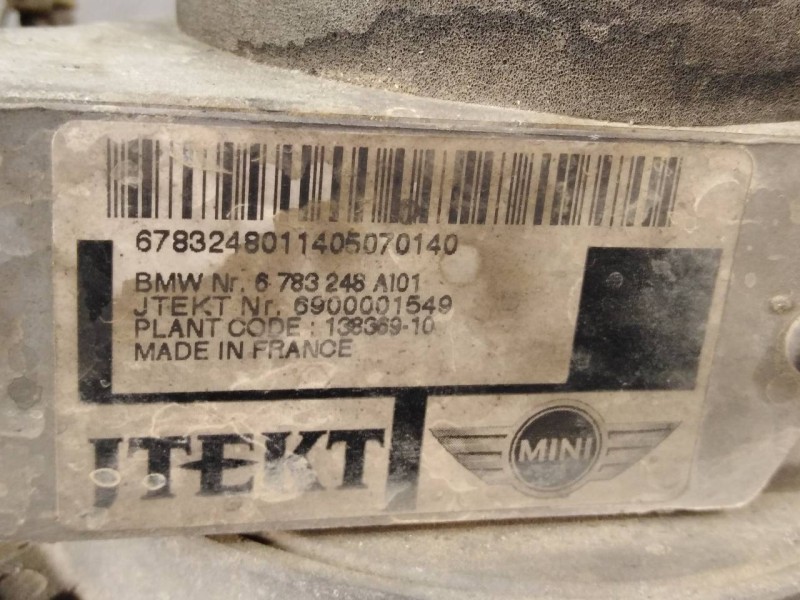 67832480114050701​40
BMW Nr. 6 783 248 AI01
JTEKT Nr. 6900001549
PLANT CODE : 138369-10
MADE IN FRANCE
JTEKT
MINI